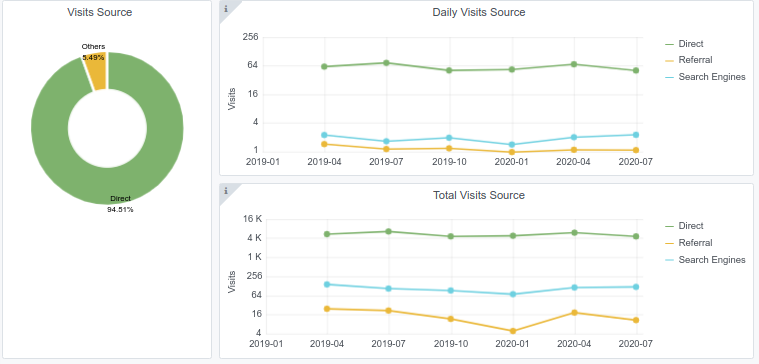 Visits Source
Others
5.49%
Direct
94.51%
i
Daily Visits Source
256
64
16
4
1
Visits
2019-01 2019-04 2019-07 2019-10 2020-01 2020-04 2020-07
Direct
Referral
Search Engines
i
Total Visits Source
16 K
4 K
1 K
256
64
16
4
Visits
2019-01 2019-04 2019-07 2019-10 2020-01 2020-04 2020-07
Direct
Referral
Search Engines